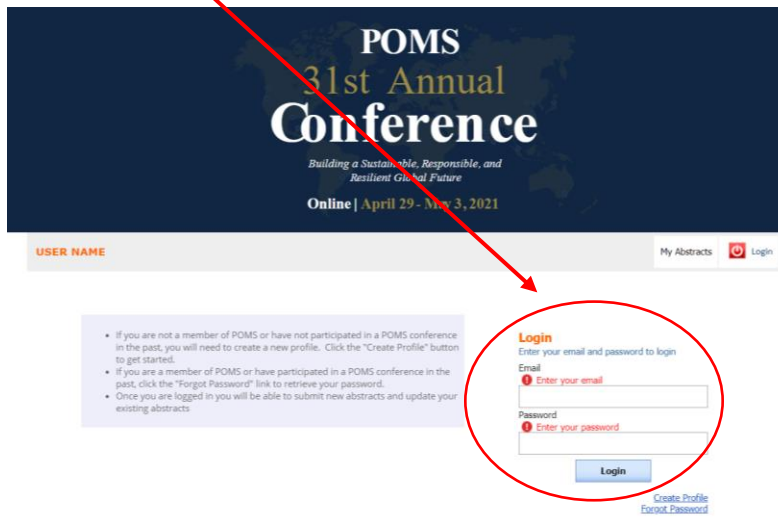 POMS
31st Annual
Conference
Building a Sustainable, Responsible, and
Resilient Global Future
Online | April 29 - May 3, 2021
USER NAME
My Abstracts
Login
• If you are not a member of POMS or have not participated in a POMS conference
in the past, you will need to create a new profile. Click the "Create Profile" button
to get started.
• If you are a member of POMS or have participated in a POMS conference in the
past, click the "Forgot Password" link to retrieve your password.
• Once you are logged in you will be able to submit new abstracts and update your
existing abstracts
Login
Enter your email and password to login
Email
Enter your email
Password
Enter your password
Login
Create Profile
Forgot Password